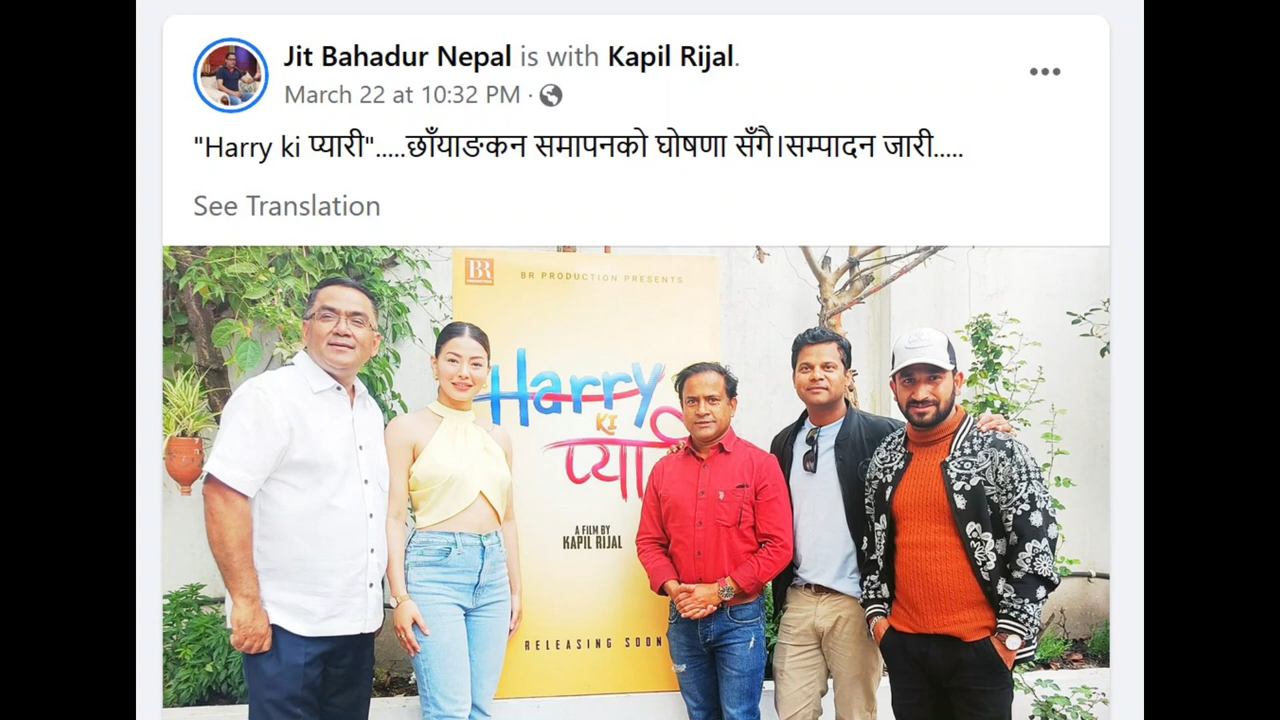 Jit Bahadur Nepal is with Kapil Rijal.
March 22 at 10:32 PM ·
"Harry ki प्यारी".....छाँयाङकन समापनको घोषणा सँगै।सम्पादन जारी.....
See Translation
BR
BR PRODUCTION PRESENTS
Harry
KI
प्यारी
A FILM BY
KAPIL RIJAL
RELEASING SOON